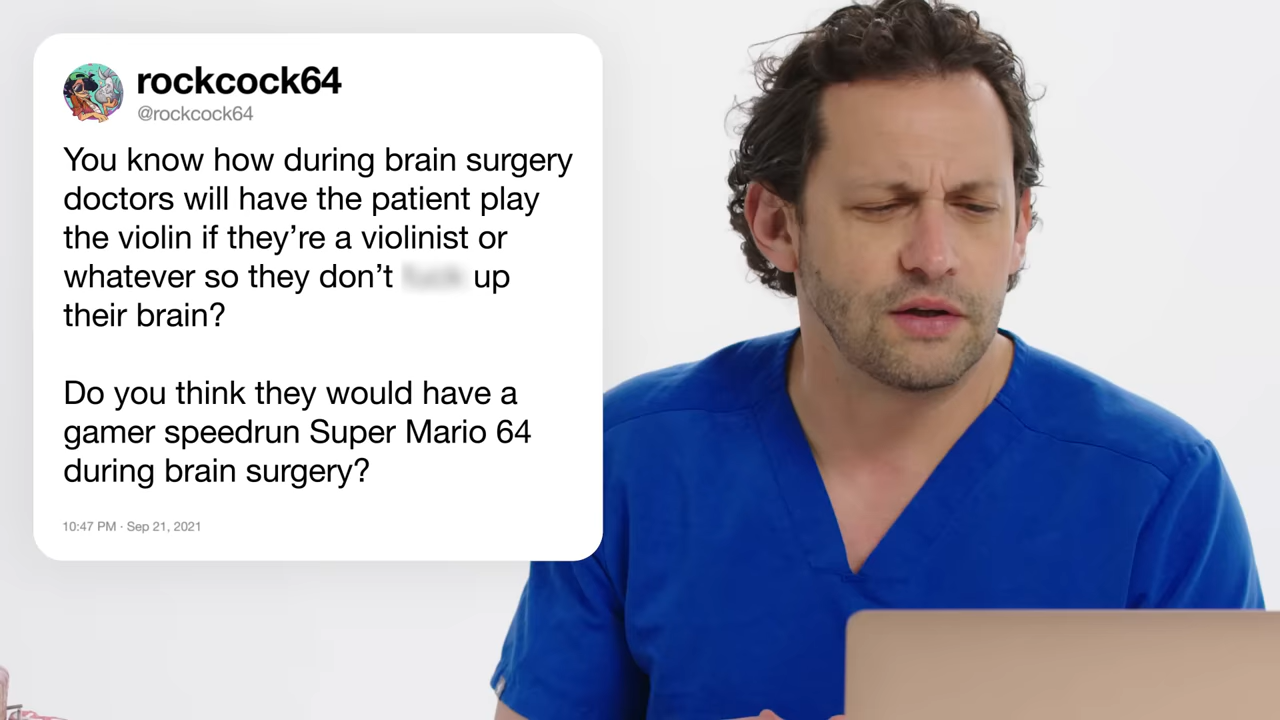 rockcock64
@rockcock64
You know how during brain surgery
doctors will have the patient play
the violin if they're a violinist or
whatever so they don't up
their brain?
Do you think they would have a
gamer speedrun Super Mario 64
during brain surgery?
10:47 PM · Sep 21, 2021